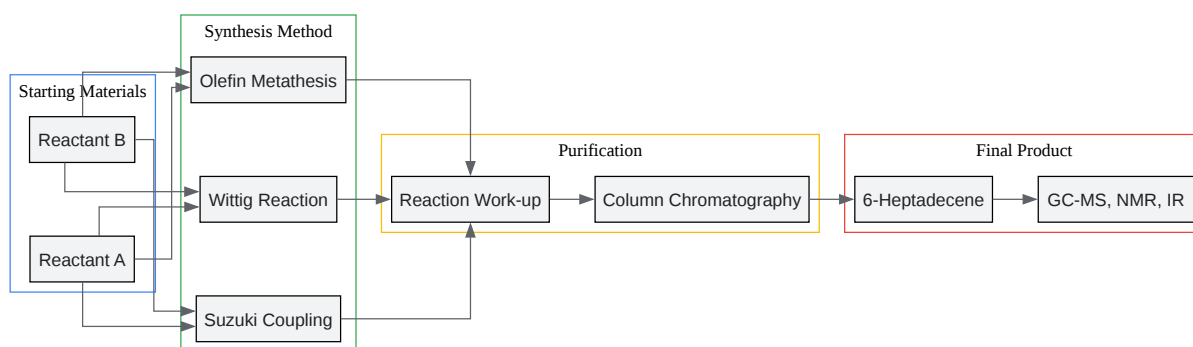 Synthesis Method
Olefin Metathesis
Starting Materials
Reactant B
Purification
Final Product
Wittig Reaction
Reaction Work-up
Column Chromatography
6-Heptadecene
GC-MS, NMR, IR
Reactant A
Suzuki Coupling